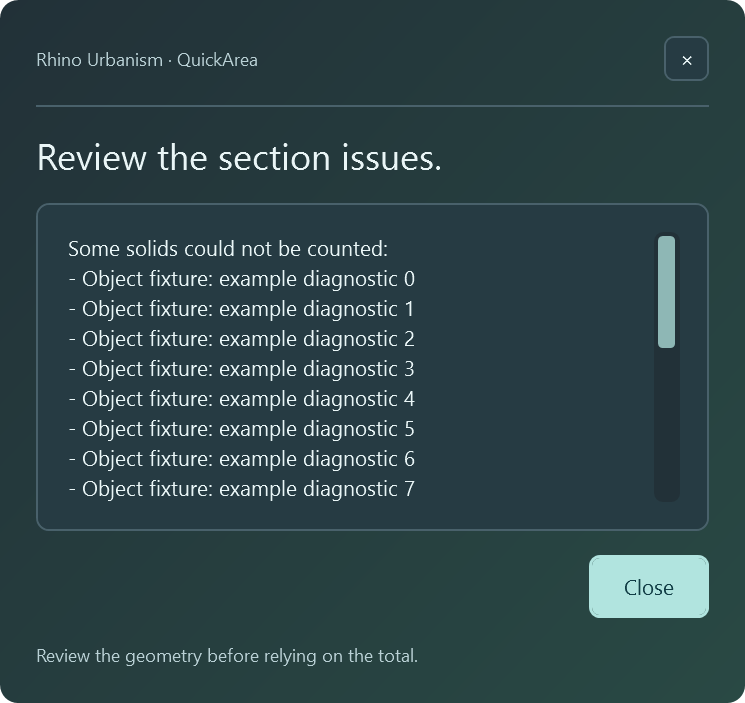 Rhino Urbanism · QuickArea
×
Review the section issues.
Some solids could not be counted:
- Object fixture: example diagnostic 0
- Object fixture: example diagnostic 1
- Object fixture: example diagnostic 2
- Object fixture: example diagnostic 3
- Object fixture: example diagnostic 4
- Object fixture: example diagnostic 5
- Object fixture: example diagnostic 6
- Object fixture: example diagnostic 7
Close
Review the geometry before relying on the total.